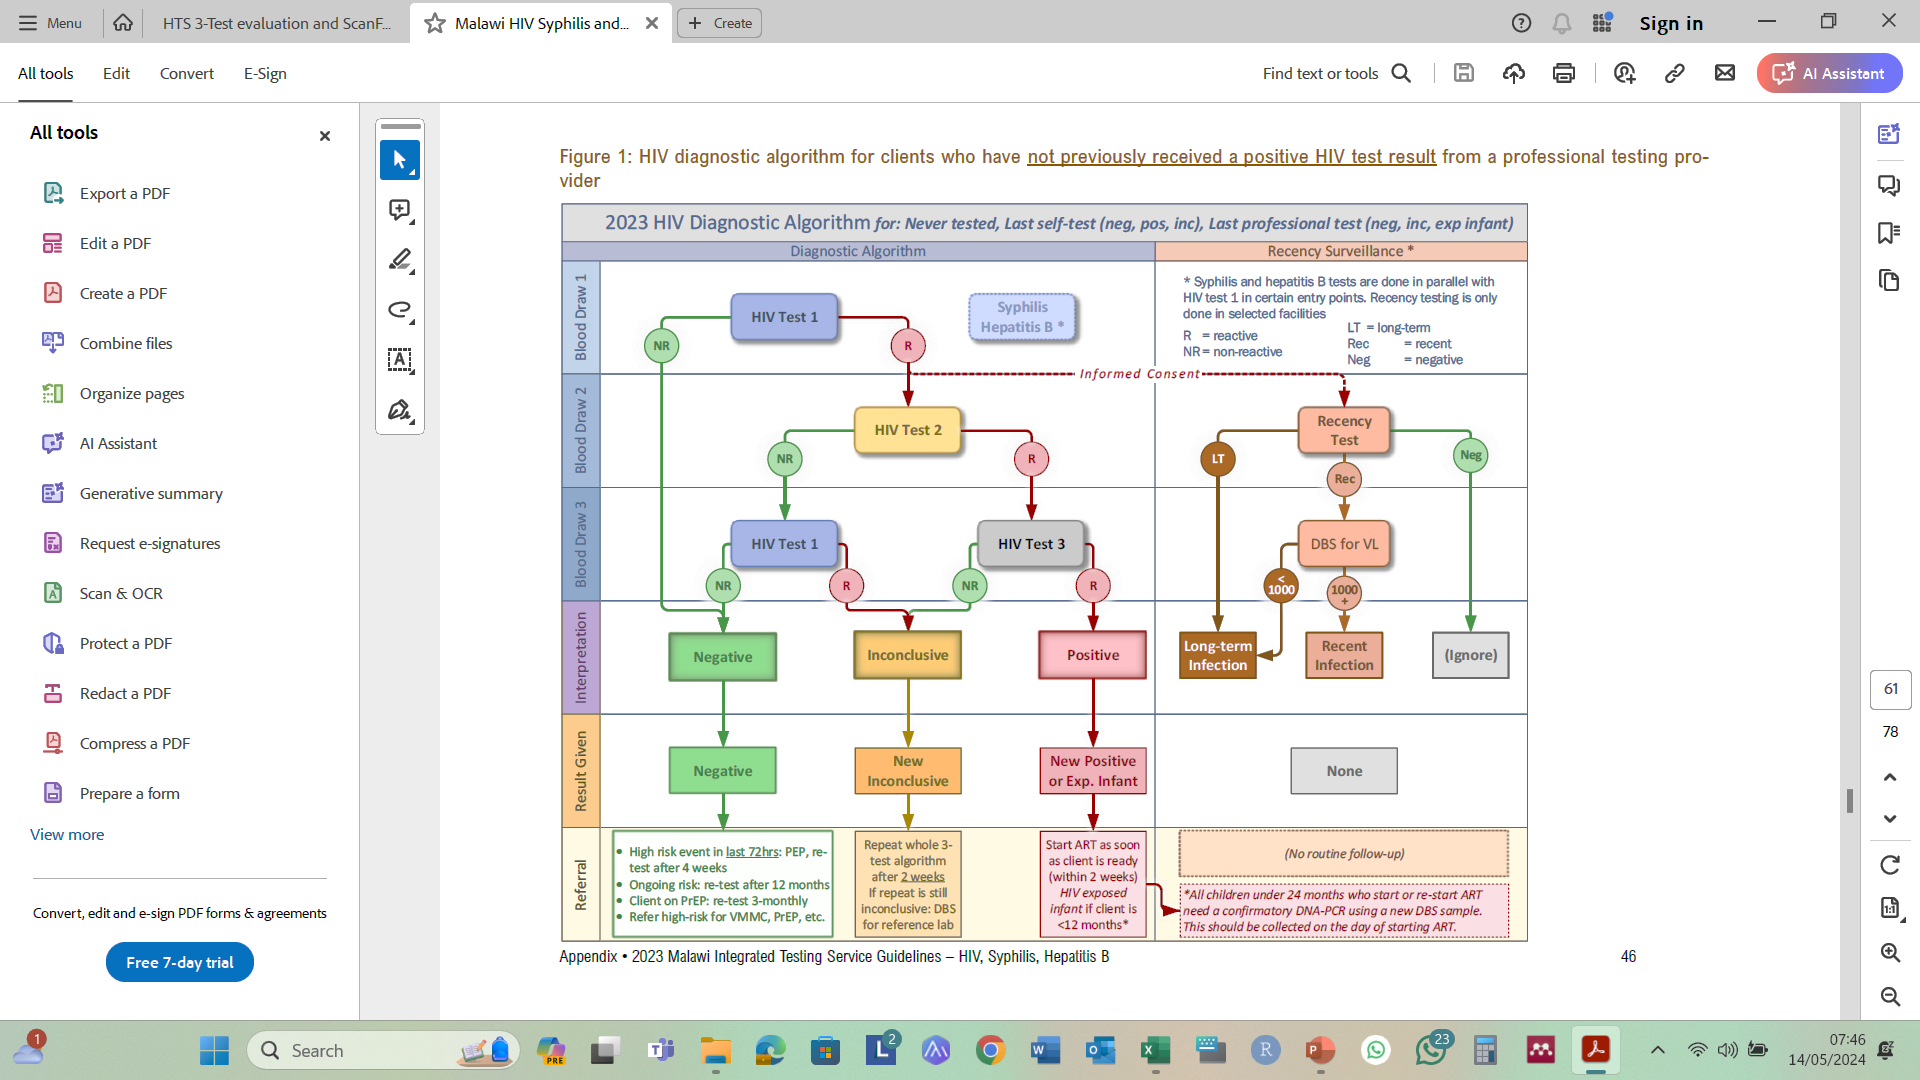 Menu
HTS 3-Test evaluation and ScanF...
Malawi HIV Syphilis and...
Create
Sign in
All tools
Edit
Convert
E-Sign
Find text or tools
AI Assistant
All tools
Export a PDF
Edit a PDF
Create a PDF
Combine files
Organize pages
AI Assistant
Generative summary
Request e-signatures
Scan & OCR
Protect a PDF
Redact a PDF
Compress a PDF
Prepare a form
View more
Convert, edit and e-sign PDF forms & agreements
Free 7-day trial
Figure 1: HIV diagnostic algorithm for clients who have not previously received a positive HIV test result from a professional testing pro-
vider
2023 HIV Diagnostic Algorithm for: Never tested, Last self-test (neg, pos, inc), Last professional test (neg, inc, exp infant)
Diagnostic Algorithm
Recency Surveillance *
Blood Draw 1
HIV Test 1
NR
R
Syphilis
Hepatitis B *
* Syphilis and hepatitis B tests are done in parallel with
HIV test 1 in certain entry points. Recency testing is only
done in selected facilities
R = reactive
NR = non-reactive
LT = long-term
Rec = recent
Neg = negative
Informed Consent
Blood Draw 2
HIV Test 2
NR
R
Recency
Test
LT
Rec
Neg
Blood Draw 3
HIV Test 1
NR
R
HIV Test 3
NR
R
DBS for VL
<
1000
1000
+
Interpretation
Negative
Inconclusive
Positive
Long-term
Infection
Recent
Infection
(Ignore)
Result Given
Negative
New
Inconclusive
New Positive
or Exp. Infant
None
Referral
• High risk event in last 72hrs: PEP, re-
test after 4 weeks
• Ongoing risk: re-test after 12 months
• Client on PrEP: re-test 3-monthly
• Refer high-risk for VMMC, PrEP, etc.
Repeat whole 3-
test algorithm
after 2 weeks
If repeat is still
inconclusive: DBS
for reference lab
Start ART as soon
as client is ready
(within 2 weeks)
HIV exposed
infant if client is
<12 months*
(No routine follow-up)
*All children under 24 months who start or re-start ART
need a confirmatory DNA-PCR using a new DBS sample.
This should be collected on the day of starting ART.
Appendix • 2023 Malawi Integrated Testing Service Guidelines – HIV, Syphilis, Hepatitis B
46
61
78
1:1
1
Search
PRE
2
23
07:46
14/05/2024